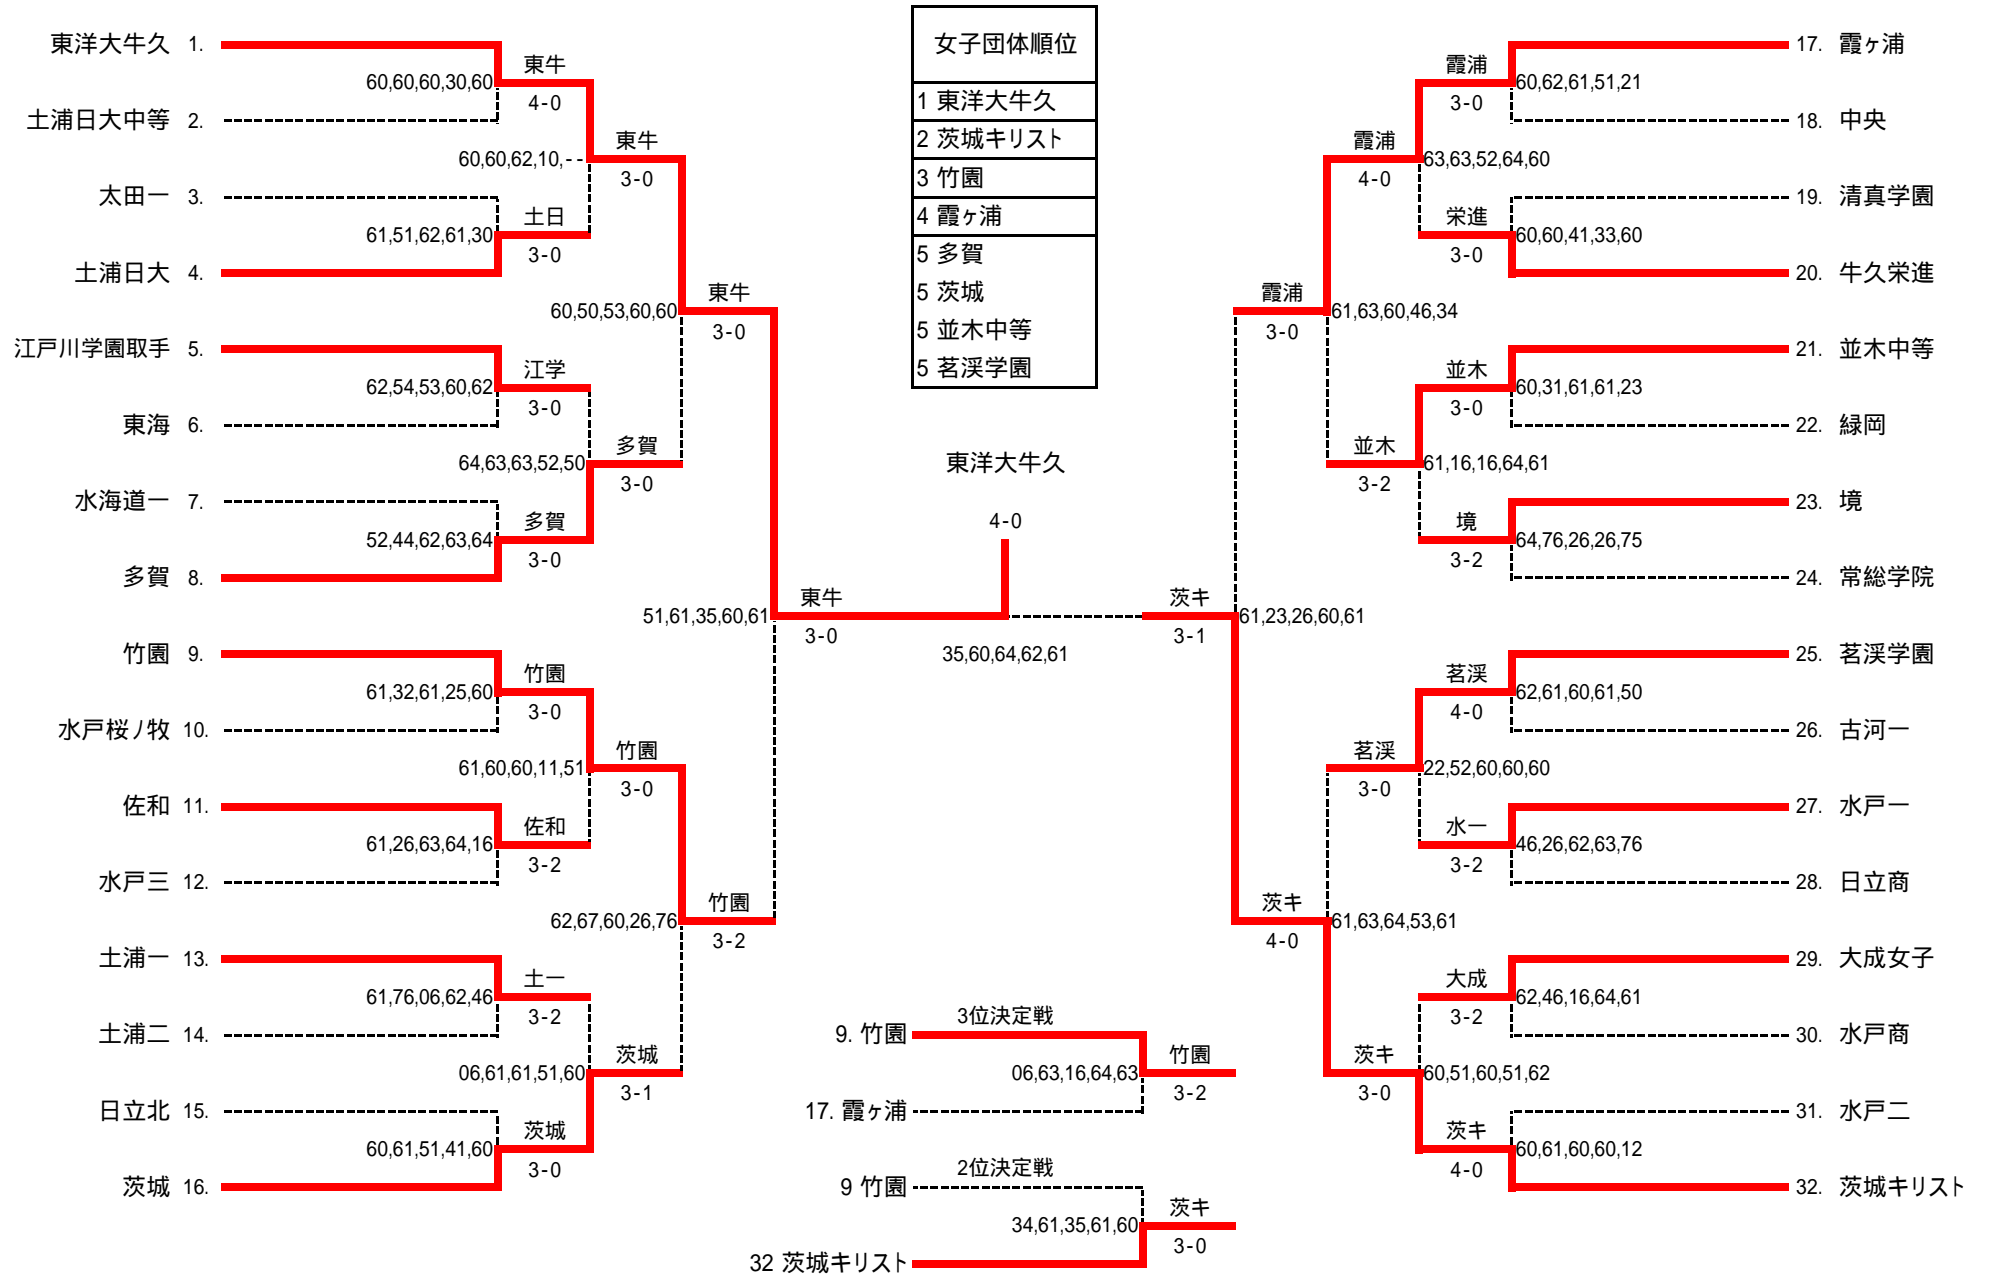 女子団体順位
1 東洋大牛久
2 茨城キリスト
3 竹園
4 霞ヶ浦
5 多賀
5 茨城
5 並木中等
5 茗渓学園
東洋大牛久 1.
土浦日大中等 2.
太田一 3.
土浦日大 4.
江戸川学園取手 5.
東海 6.
水海道一 7.
多賀 8.
竹園 9.
水戸桜ノ牧 10.
佐和 11.
水戸三 12.
土浦一 13.
土浦二 14.
日立北 15.
茨城 16.
東牛
60,60,60,30,60
4-0
土日
61,51,62,61,30
3-0
江学
62,54,53,60,62
3-0
多賀
52,44,62,63,64
3-0
竹園
61,32,61,25,60
3-0
佐和
61,26,63,64,16
3-2
土一
61,76,06,62,46
3-2
茨城
60,61,51,41,60
3-0
東牛
60,60,62,10,--
3-0
多賀
64,63,63,52,50
3-0
竹園
61,60,60,11,51
3-0
茨城
06,61,61,51,60
3-1
東牛
60,50,53,60,60
3-0
竹園
62,67,60,26,76
3-2
東牛
51,61,35,60,61
3-0
東洋大牛久
4-0
35,60,64,62,61
茨キ
61,23,26,60,61
3-1
霞浦
61,63,60,46,34
3-0
茨キ
61,63,64,53,61
4-0
霞浦
63,63,52,64,60
4-0
並木
61,16,16,64,61
3-2
茗渓
22,52,60,60,60
3-0
茨キ
60,51,60,51,62
3-0
霞浦
60,62,61,51,21
3-0
栄進
60,60,41,33,60
3-0
並木
60,31,61,61,23
3-0
境
64,76,26,26,75
3-2
茗渓
62,61,60,61,50
4-0
水一
46,26,62,63,76
3-2
大成
62,46,16,64,61
3-2
茨キ
60,61,60,60,12
4-0
17. 霞ヶ浦
18. 中央
19. 清真学園
20. 牛久栄進
21. 並木中等
22. 緑岡
23. 境
24. 常総学院
25. 茗渓学園
26. 古河一
27. 水戸一
28. 日立商
29. 大成女子
30. 水戸商
31. 水戸二
32. 茨城キリスト
3位決定戦
9. 竹園
竹園
06,63,16,64,63
3-2
17. 霞ヶ浦
2位決定戦
9 竹園
茨キ
34,61,35,61,60
3-0
32 茨城キリスト